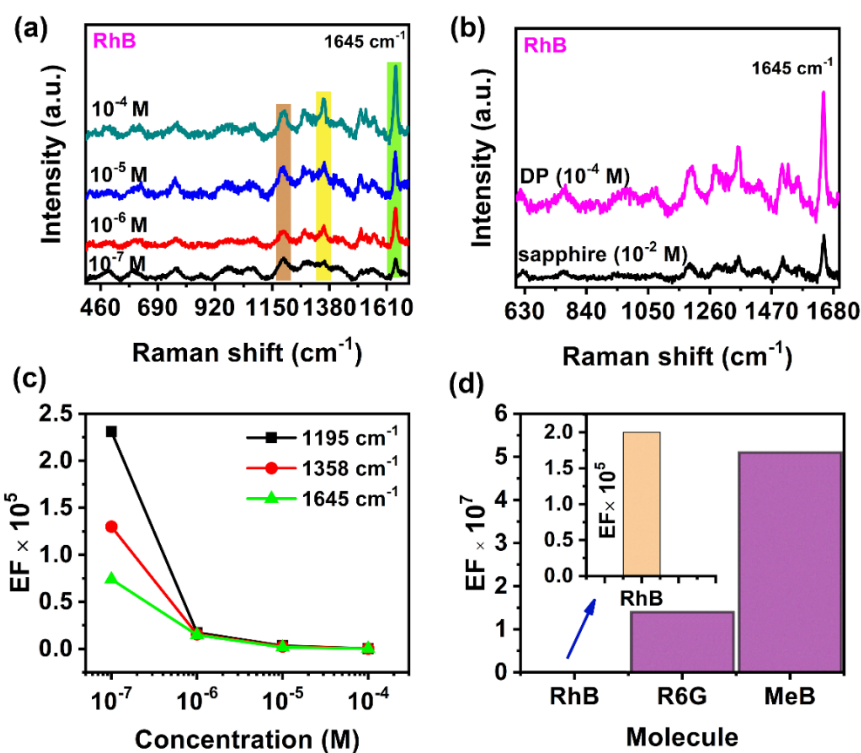 (a)
RhB
1645 cm⁻¹
10⁻⁴ M
10⁻⁵ M
10⁻⁶ M
10⁻⁷ M
Intensity (a.u.)
460 690 920 1150 1380 1610
Raman shift (cm⁻¹)
(b)
RhB
1645 cm⁻¹
DP (10⁻⁴ M)
sapphire (10⁻² M)
Intensity (a.u.)
630 840 1050 1260 1470 1680
Raman shift (cm⁻¹)
(c)
2.5
2.0
1.5
1.0
0.5
0.0
EF × 10⁵
1195 cm⁻¹
1358 cm⁻¹
1645 cm⁻¹
10⁻⁷ 10⁻⁶ 10⁻⁵ 10⁻⁴
Concentration (M)
(d)
6
5
4
3
2
1
0
EF × 10⁷
2.0
1.5
1.0
0.5
0.0
EF × 10⁵
RhB
RhB R6G MeB
Molecule